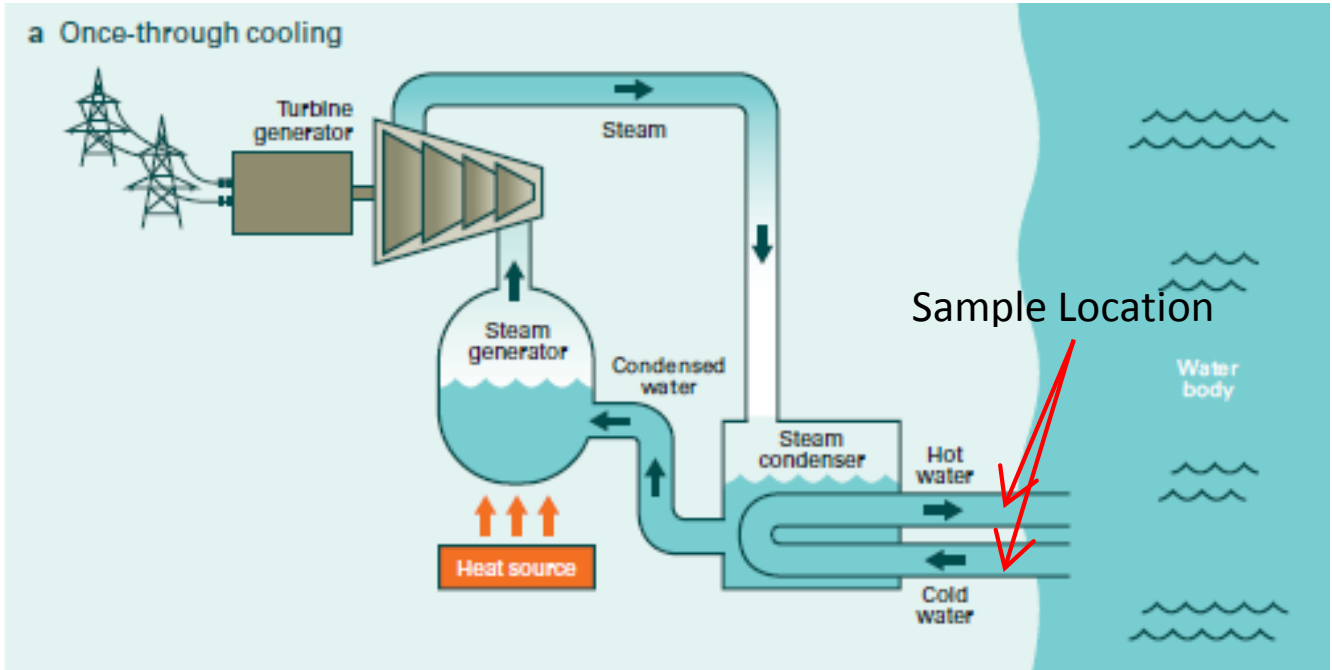 a Once-through cooling
Turbine
generator
Steam
Sample Location
Steam
generator
Condensed
water
Water
body
Steam
condenser
Hot
water
Heat source
Cold
water